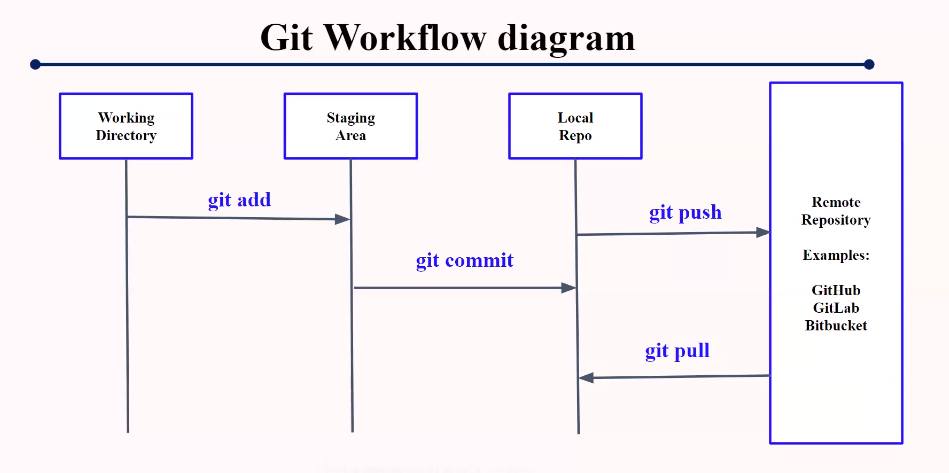 Git Workflow diagram
Working
Directory
Staging
Area
Local
Repo
git add
git push
git commit
git pull
Remote
Repository
Examples:
GitHub
GitLab
Bitbucket